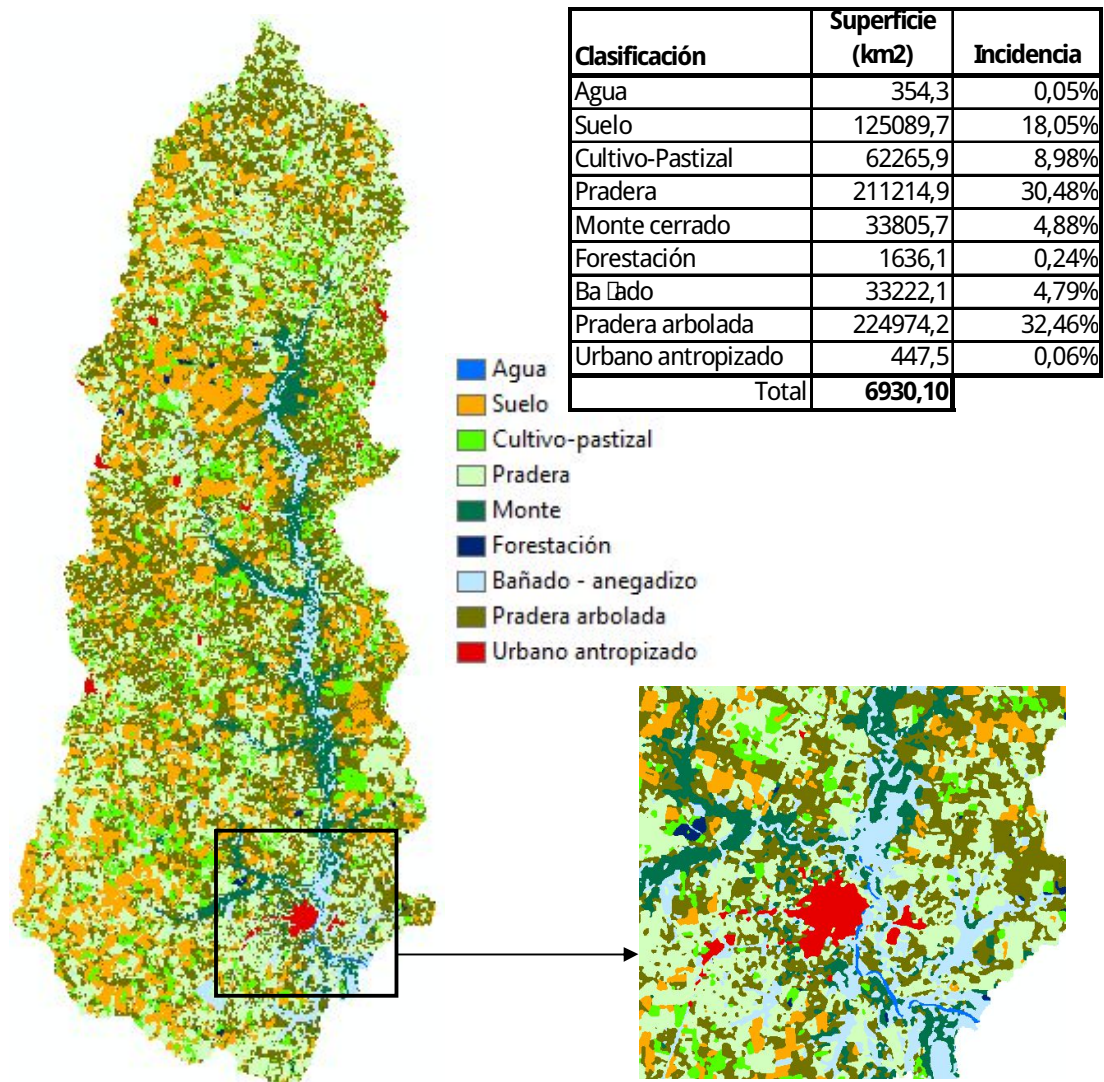 Clasificación Superficie (km2) Incidencia
Agua 354,3 0,05%
Suelo 125089,7 18,05%
Cultivo-Pastizal 62265,9 8,98%
Pradera 211214,9 30,48%
Monte cerrado 33805,7 4,88%
Forestación 1636,1 0,24%
Ba□ado 33222,1 4,79%
Pradera arbolada 224974,2 32,46%
Urbano antropizado 447,5 0,06%
Total 6930,10
Agua
Suelo
Cultivo-pastizal
Pradera
Monte
Forestación
Bañado - anegadizo
Pradera arbolada
Urbano antropizado